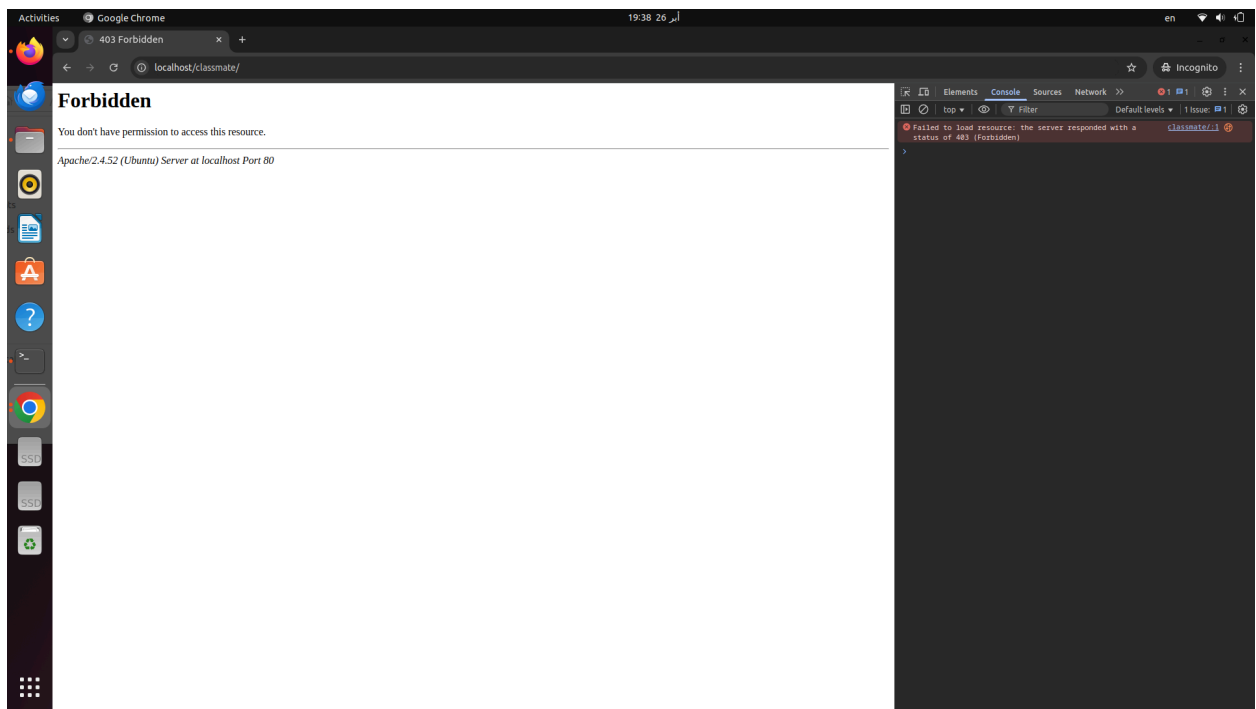 Activities Google Chrome 19:38 26 أبر en
403 Forbidden
localhost/classmate/ Incognito
Forbidden
You don't have permission to access this resource.
Apache/2.4.52 (Ubuntu) Server at localhost Port 80
Elements Console Sources Network 1 1
top Filter Default levels 1 Issue: 1
Failed to load resource: the server responded with a classmate/:1
status of 403 (Forbidden)
SSD
SSD